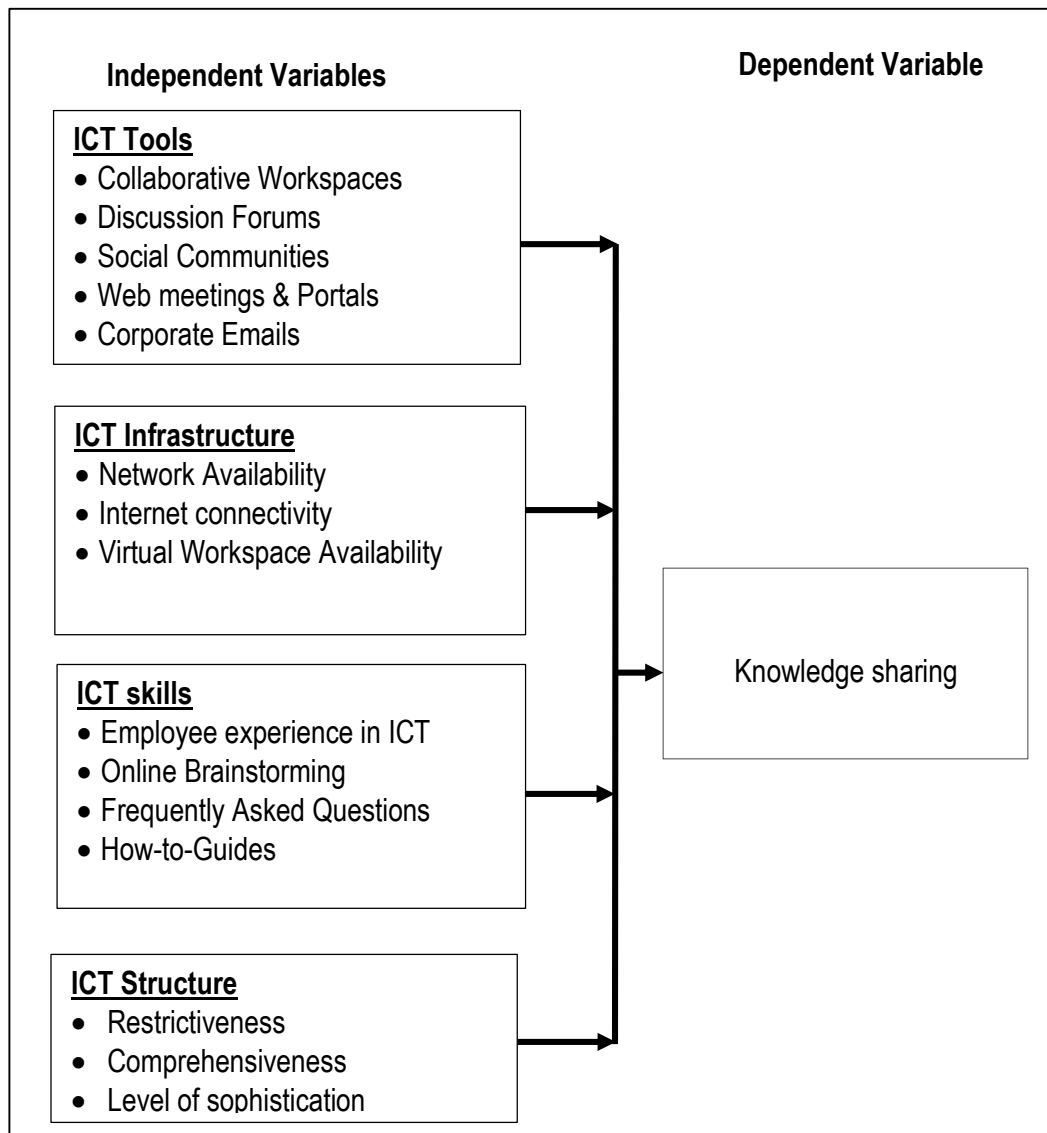 Independent Variables
Dependent Variable
ICT Tools
• Collaborative Workspaces
• Discussion Forums
• Social Communities
• Web meetings & Portals
• Corporate Emails
ICT Infrastructure
• Network Availability
• Internet connectivity
• Virtual Workspace Availability
ICT skills
• Employee experience in ICT
• Online Brainstorming
• Frequently Asked Questions
• How-to-Guides
ICT Structure
• Restrictiveness
• Comprehensiveness
• Level of sophistication
Knowledge sharing